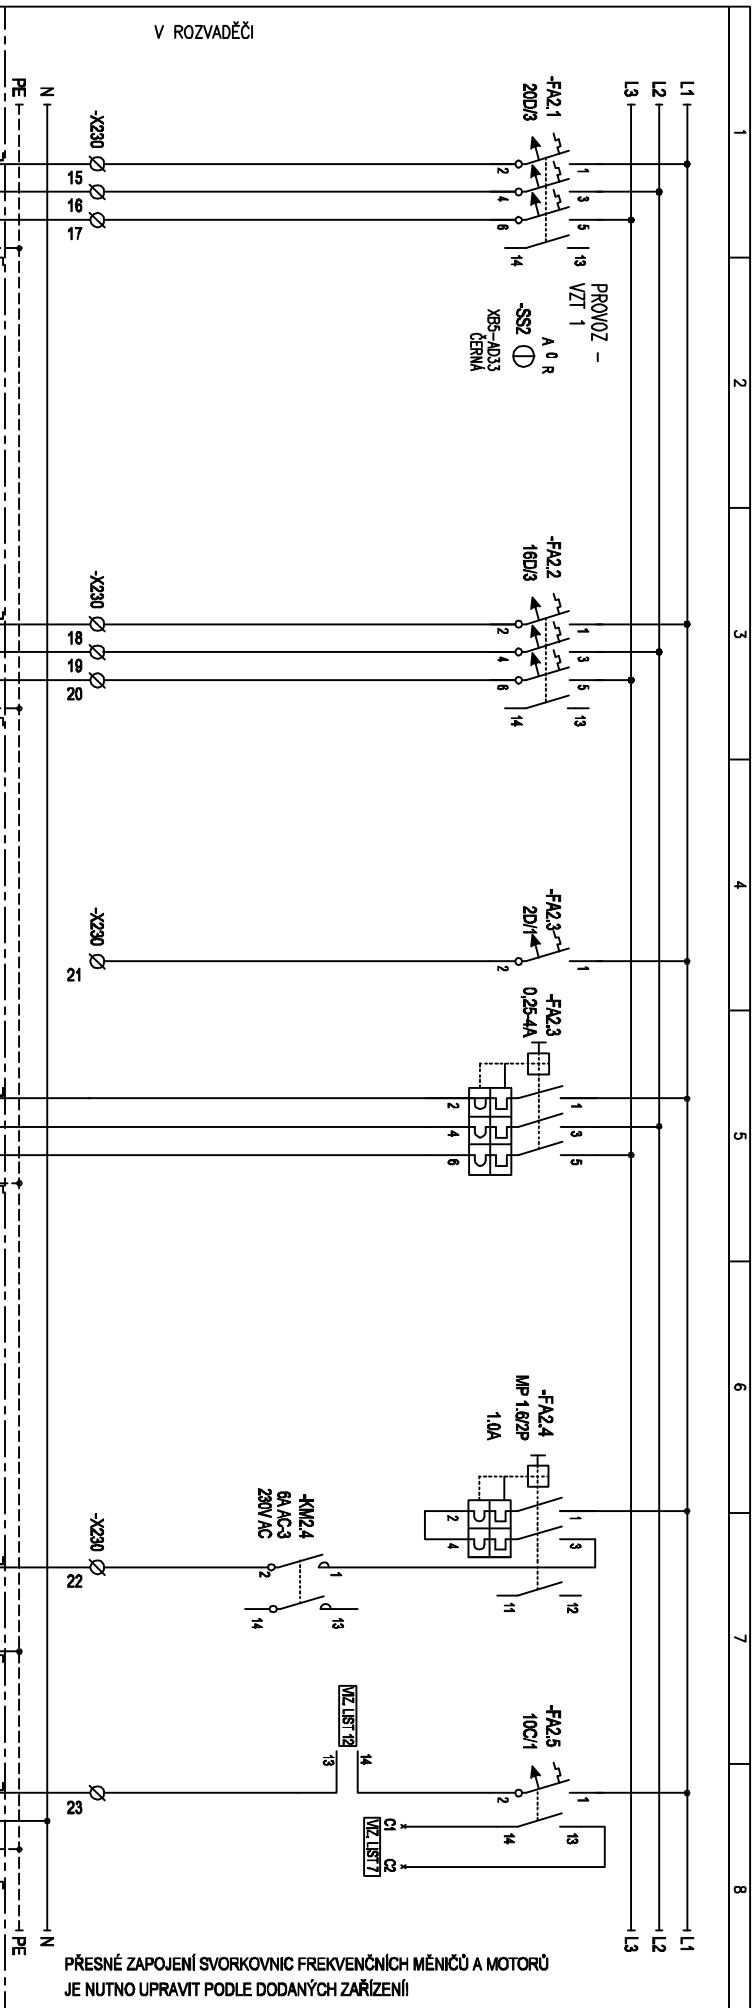 V ROZVADĚČI
1
2
3
4
5
6
7
8
L1
L2
L3
N
PE
-FA2.1
20D/3
1
2
3
4
5
6
13
14
-X230
15
16
17
PROVOZ -
VZT 1
A 0 R
-SS2
XB5-AD33
ČERNÁ
-FA2.2
16D/3
1
2
3
4
5
6
13
14
-X230
18
19
20
-FA2.3
2D/1
1
2
-X230
21
-FA2.3
0,25-4A
1
3
5
2
4
6
-FA2.4
MP 1.6/2P
1.0A
1
3
2
4
12
11
-KM2.4
6A AC-3
230V AC
1
2
13
14
-X230
22
-FA2.5
10C/1
1
2
13
14
VIZ. LIST 12
14
13
C1
C2
VIZ. LIST 7
23
L1
L2
L3
N
PE
PŘESNÉ ZAPOJENÍ SVORKOVNIC FREKVENČNÍCH MĚNIČŮ A MOTORŮ
JE NUTNO UPRAVIT PODLE DODANÝCH ZAŘÍZENÍ!